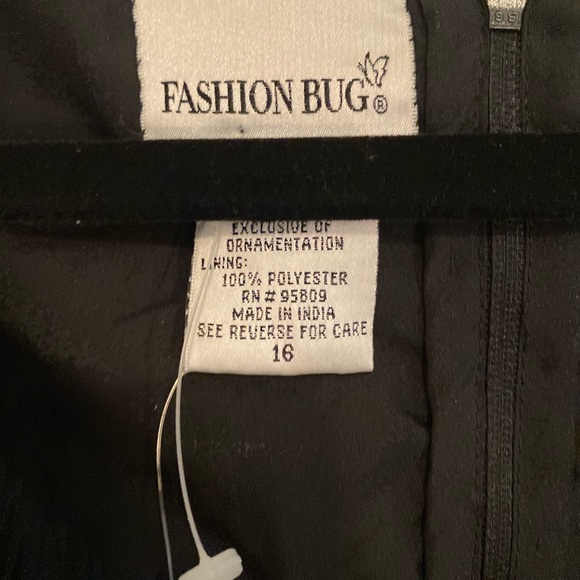 FASHION BUG®
EXCLUSIVE OF
ORNAMENTATION
LINING:
100% POLYESTER
RN # 95809
MADE IN INDIA
SEE REVERSE FOR CARE
16